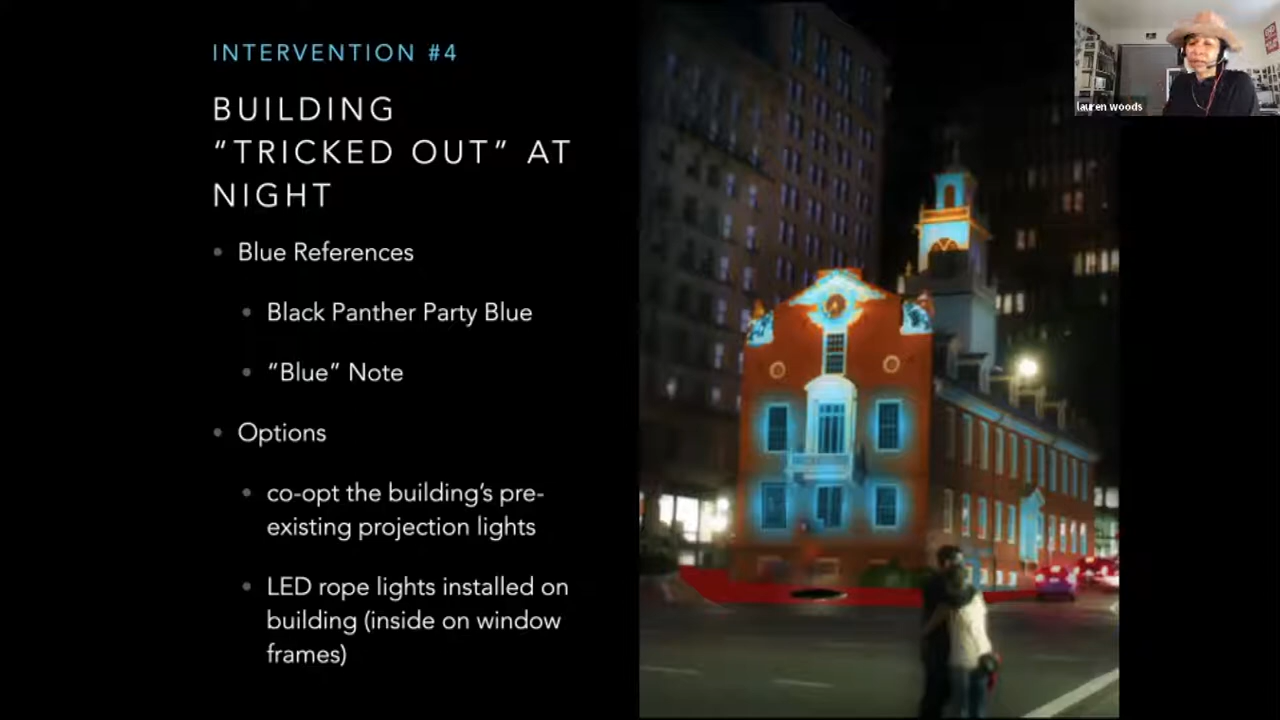 INTERVENTION #4
BUILDING
“TRICKED OUT” AT
NIGHT
• Blue References
• Black Panther Party Blue
• “Blue” Note
• Options
• co-opt the building’s pre-
existing projection lights
• LED rope lights installed on
building (inside on window
frames)
lauren woods